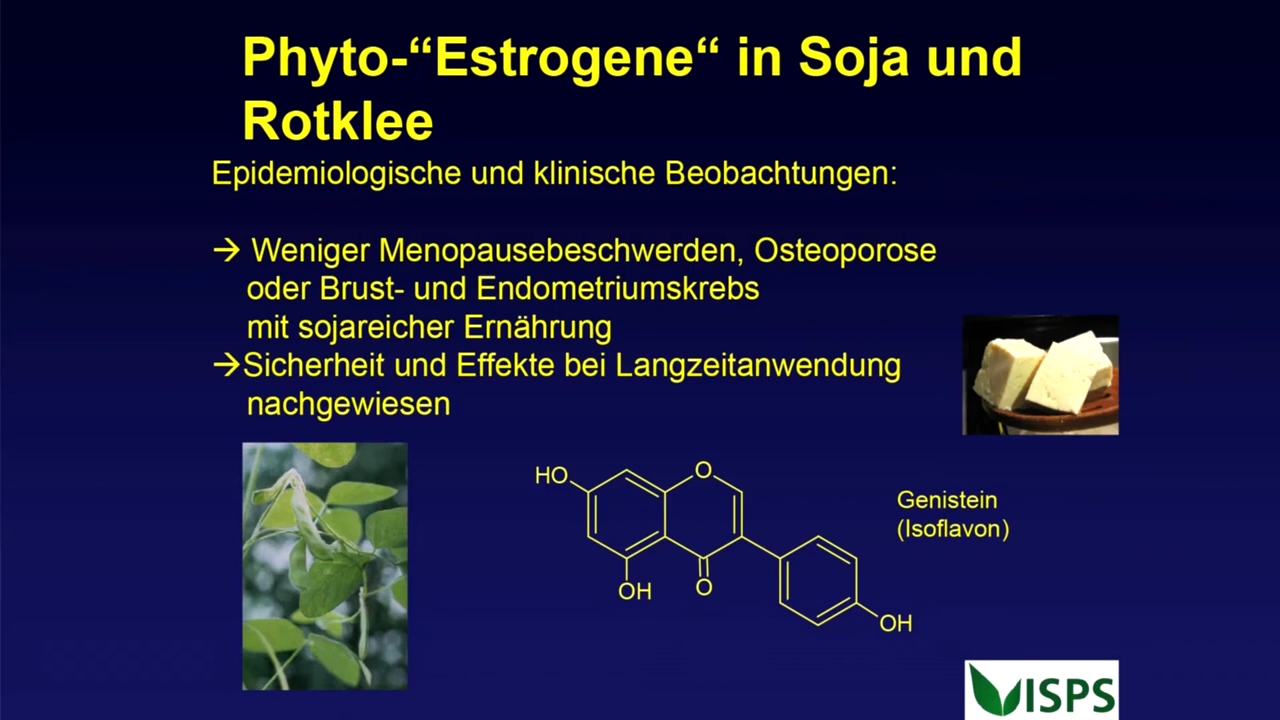 Phyto-“Estrogene“ in Soja und
Rotklee
Epidemiologische und klinische Beobachtungen:
→ Weniger Menopausebeschwerden, Osteoporose
oder Brust- und Endometriumskrebs
mit sojareicher Ernährung
→Sicherheit und Effekte bei Langzeitanwendung
nachgewiesen
HO
O
OH
O
OH
Genistein
(Isoflavon)
ISPS